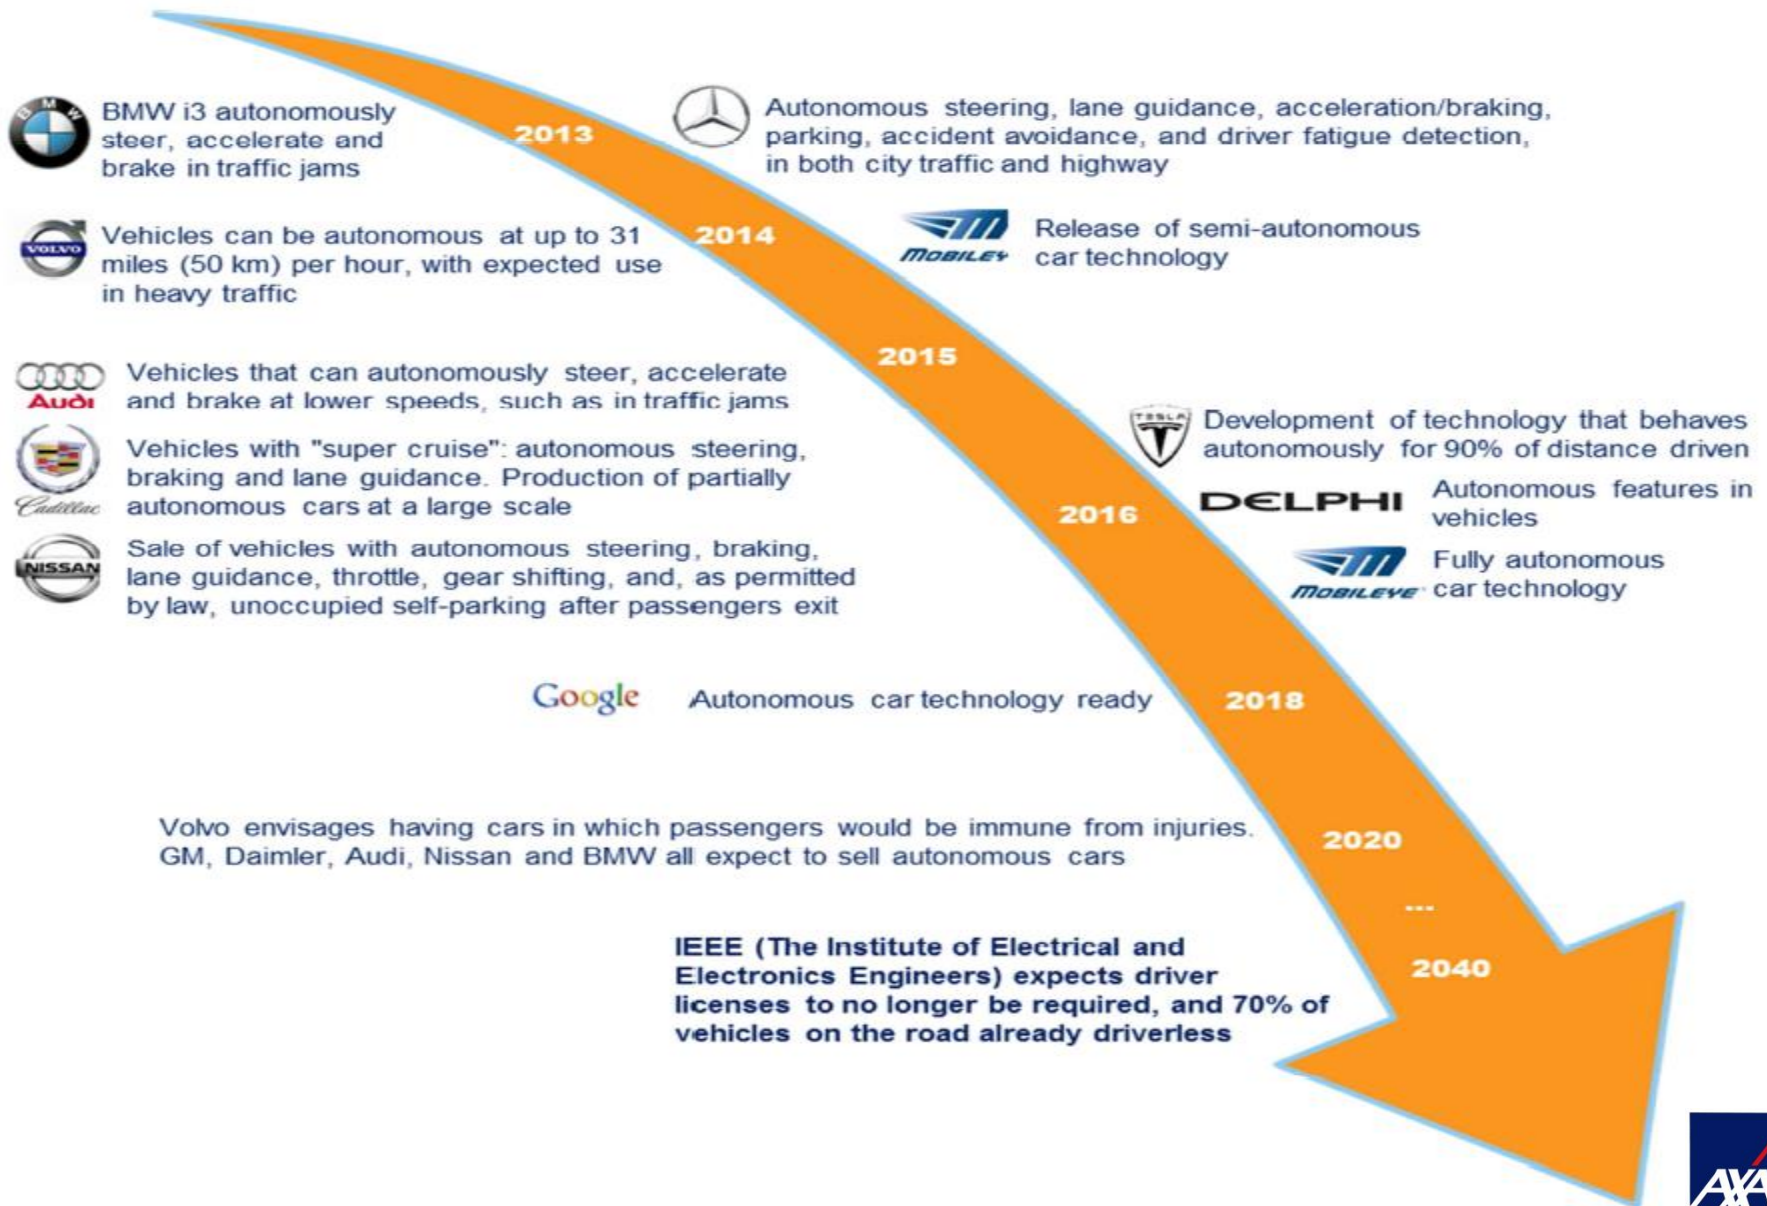 BMW
BMW i3 autonomously
steer, accelerate and
brake in traffic jams
2013
Autonomous steering, lane guidance, acceleration/braking,
parking, accident avoidance, and driver fatigue detection,
in both city traffic and highway
VOLVO
Vehicles can be autonomous at up to 31
miles (50 km) per hour, with expected use
in heavy traffic
2014
MOBILEY
Release of semi-autonomous
car technology
2015
Audi
Vehicles that can autonomously steer, accelerate
and brake at lower speeds, such as in traffic jams
Cadillac
Vehicles with "super cruise": autonomous steering,
braking and lane guidance. Production of partially
autonomous cars at a large scale
NISSAN
Sale of vehicles with autonomous steering, braking,
lane guidance, throttle, gear shifting, and, as permitted
by law, unoccupied self-parking after passengers exit
2016
TESLA
Development of technology that behaves
autonomously for 90% of distance driven
DELPHI
Autonomous features in
vehicles
MOBILEYE
Fully autonomous
car technology
Google
Autonomous car technology ready
2018
Volvo envisages having cars in which passengers would be immune from injuries.
GM, Daimler, Audi, Nissan and BMW all expect to sell autonomous cars
2020
...
IEEE (The Institute of Electrical and
Electronics Engineers) expects driver
licenses to no longer be required, and 70% of
vehicles on the road already driverless
2040
AXA